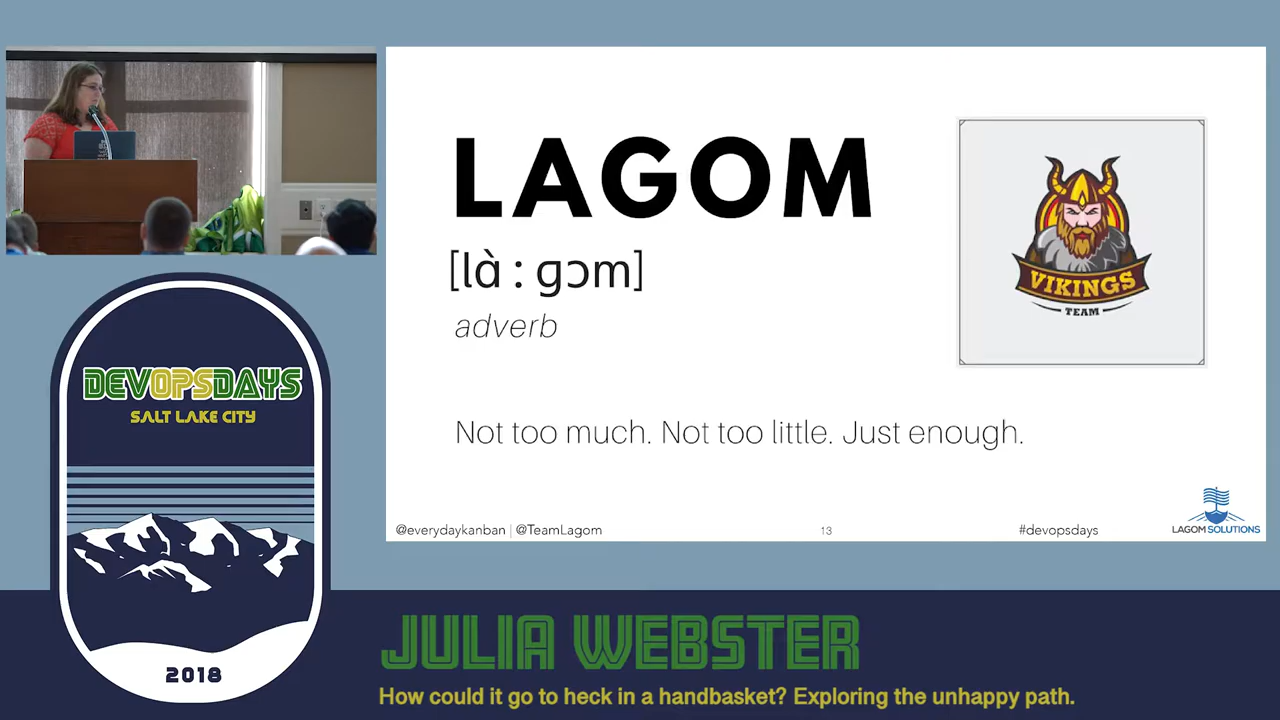 LAGOM
[là : gɔm]
adverb
VIKINGS
TEAM
Not too much. Not too little. Just enough.
@everydaykanban | @TeamLagom
13
#devopsdays
LAGOM SOLUTIONS
DEVOPSDAYS
SALT LAKE CITY
2018
JULIA WEBSTER
How could it go to heck in a handbasket? Exploring the unhappy path.